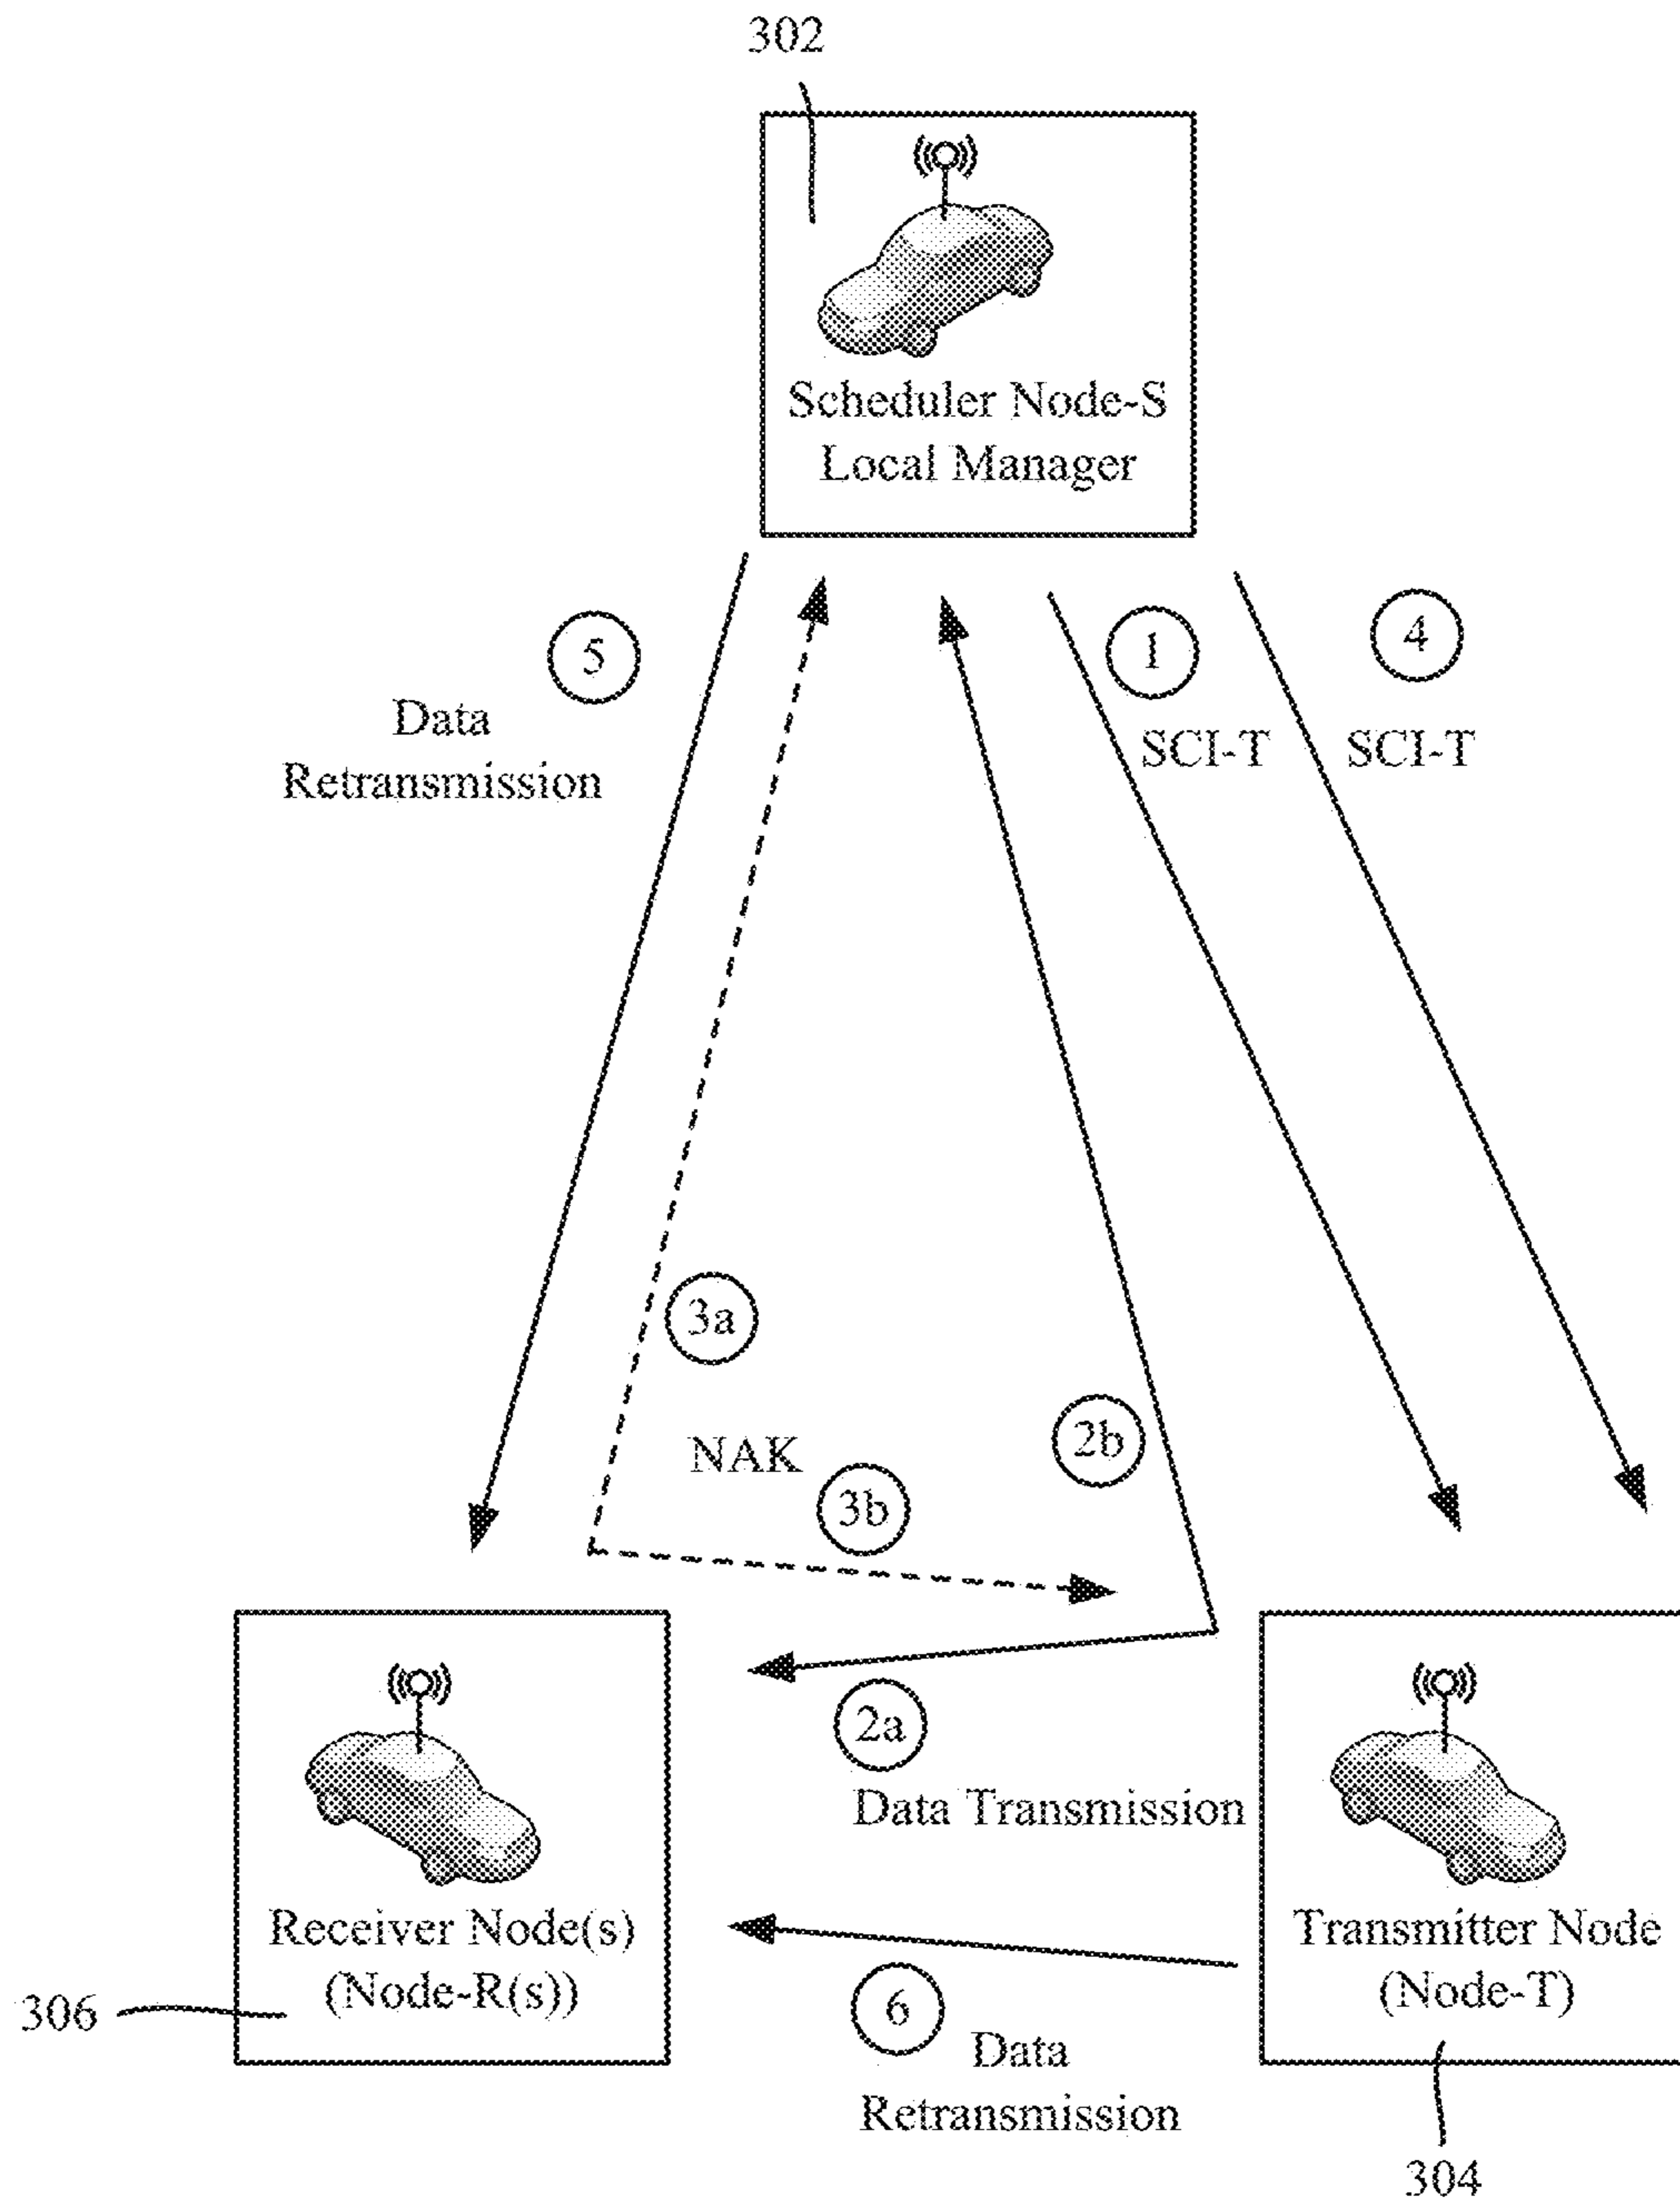 302
Scheduler Node-S
Local Manager
5
1
4
Data
Retransmission
SCI-T
SCI-T
3a
NAK
2b
3b
2a
Data Transmission
Receiver Node(s)
(Node-R(s))
Transmitter Node
(Node-T)
306
6
Data
Retransmission
304